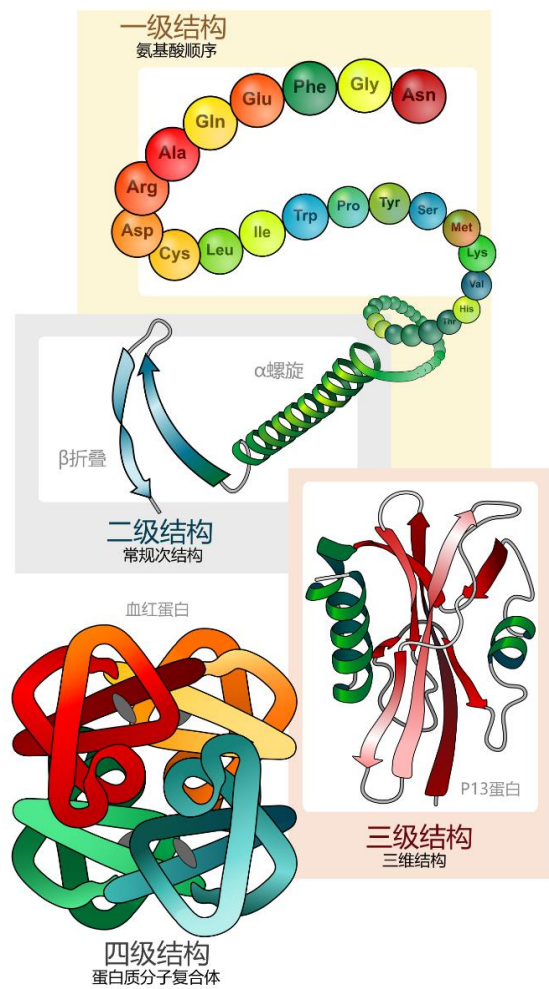 一级结构
氨基酸顺序
Asn
Gly
Phe
Glu
Gln
Ala
Arg
Asp
Cys
Leu
Ile
Trp
Pro
Tyr
Ser
Met
Lys
Val
His
Thr
α螺旋
β折叠
二级结构
常规次结构
P13蛋白
三级结构
三维结构
血红蛋白
四级结构
蛋白质分子复合体